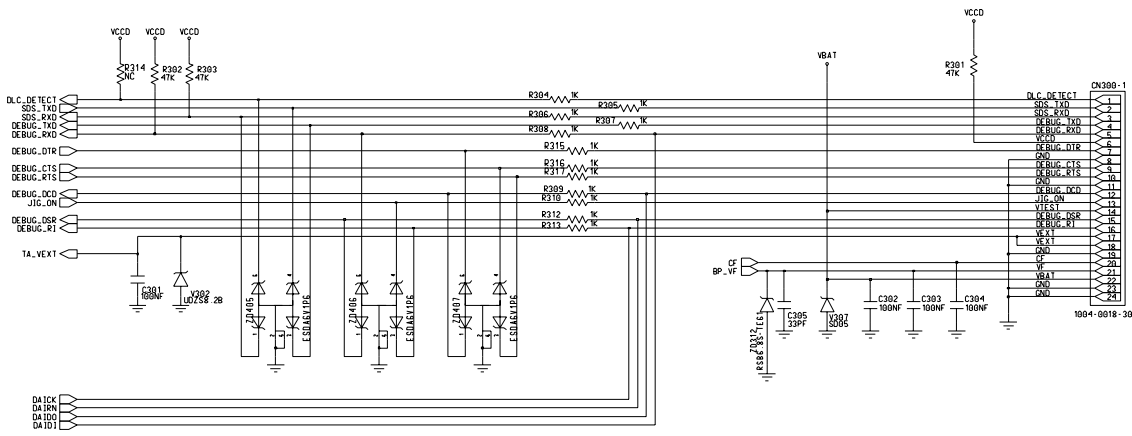 VCCD
VCCD VCCD VCCD
VBAT
R314
NC
R302
47K
R303
47K
R301
47K
CN300-1
DLC_DETECT
SDS_TXD
SDS_RXD
DEBUG_TXD
DEBUG_RXD
DEBUG_DTR
DEBUG_CTS
DEBUG_RTS
DEBUG_DCD
JIG_ON
DEBUG_DSR
DEBUG_RI
TA_VEXT
R304 1K
R305 1K
R306 1K
R307 1K
R308 1K
R315 1K
R316 1K
R317 1K
R309 1K
R310 1K
R312 1K
R313 1K
DLC_DETECT 1
SDS_TXD 2
SDS_RXD 3
DEBUG_TXD 4
DEBUG_RXD 5
VCCD 6
DEBUG_DTR 7
GND 8
DEBUG_CTS 9
DEBUG_RTS 10
GND 11
DEBUG_DCD 12
JIG_ON 13
VTEST 14
DEBUG_DSR 15
DEBUG_RI 16
VEXT 17
VEXT 18
GND 19
CF 20
VF 21
VBAT 22
GND 23
GND 24
1004-0018-30
CF
BP_VF
C301
100NF
V302
UDZS8.2B
ZD405
ESDA6V1P6
ZD406
ESDA6V1P6
ZD407
ESDA6V1P6
ZD312
C305
33PF
V307
SD05
C302
100NF
C303
100NF
C304
100NF
DAICK
DAIRN
DAIDO
DAIDI